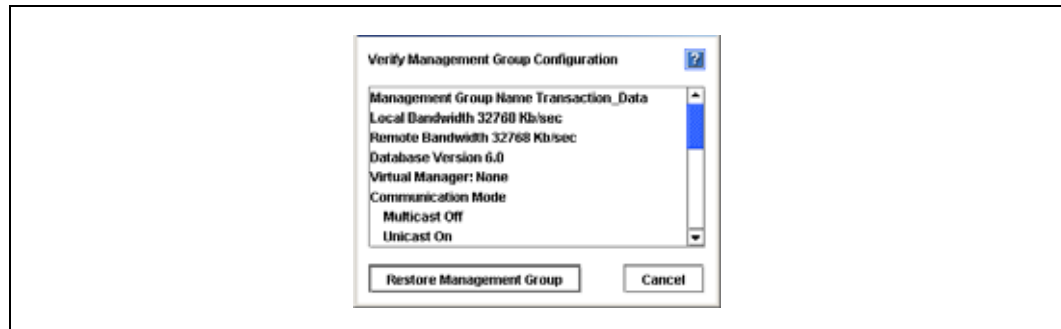 Verify Management Group Configuration
?
Management Group Name Transaction_Data
Local Bandwidth 32768 Kb/sec
Remote Bandwidth 32768 Kb/sec
Database Version 6.0
Virtual Manager: None
Communication Mode
Multicast Off
Unicast On
Restore Management Group
Cancel